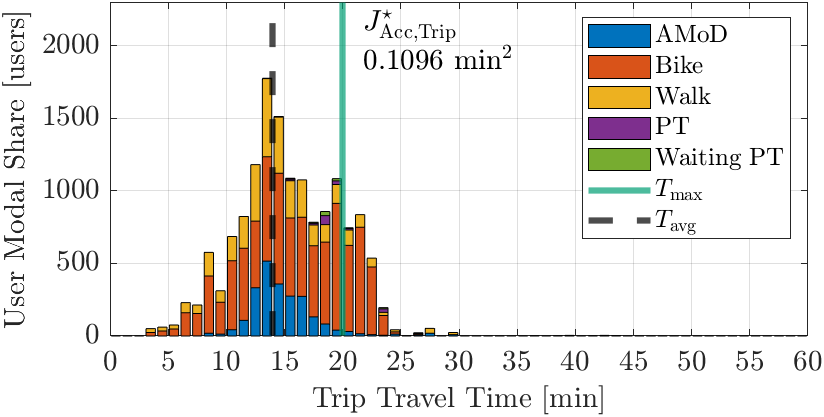 User Modal Share [users]
2000
1500
1000
500
0
J⋆Acc,Trip
0.1096 min²
AMoD
Bike
Walk
PT
Waiting PT
Tmax
Tavg
0 5 10 15 20 25 30 35 40 45 50 55 60
Trip Travel Time [min]